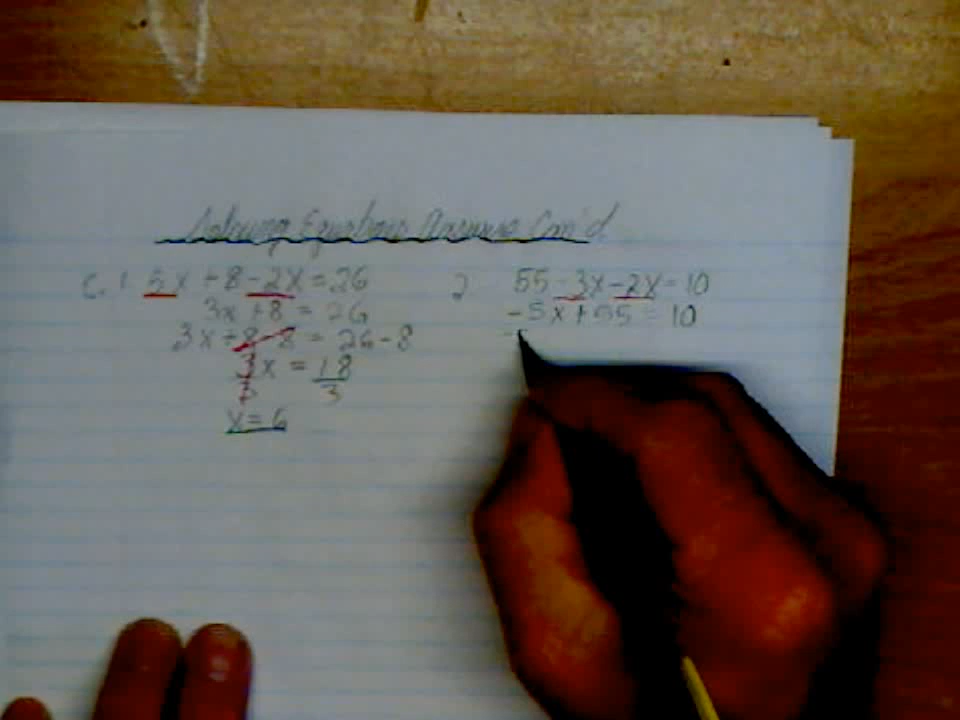 Solving Equations Answers Con'd
C. 1. 5x + 8 - 2x = 26
3x + 8 = 26
3x + 8 - 8 = 26 - 8
3x = 18
3 3
x = 6
2 55 - 3x - 2x = 10
-5x + 55 = 10
-